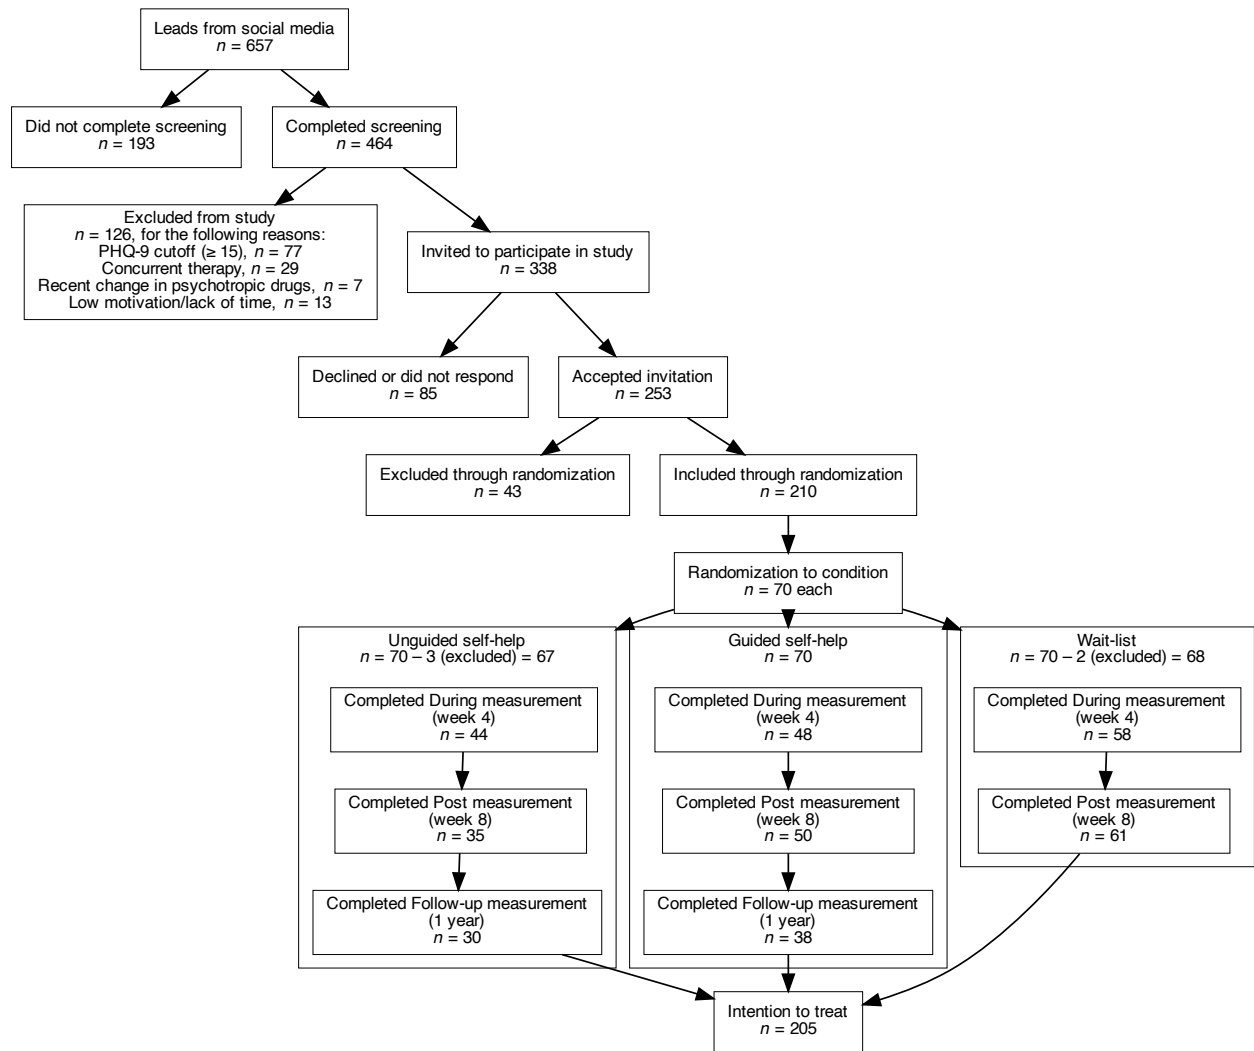 Leads from social media
n = 657
Did not complete screening
n = 193
Completed screening
n = 464
Excluded from study
n = 126, for the following reasons:
PHQ-9 cutoff (≥ 15), n = 77
Concurrent therapy, n = 29
Recent change in psychotropic drugs, n = 7
Low motivation/lack of time, n = 13
Invited to participate in study
n = 338
Declined or did not respond
n = 85
Accepted invitation
n = 253
Excluded through randomization
n = 43
Included through randomization
n = 210
Randomization to condition
n = 70 each
Unguided self-help
n = 70 – 3 (excluded) = 67
Completed During measurement
(week 4)
n = 44
Completed Post measurement
(week 8)
n = 35
Completed Follow-up measurement
(1 year)
n = 30
Guided self-help
n = 70
Completed During measurement
(week 4)
n = 48
Completed Post measurement
(week 8)
n = 50
Completed Follow-up measurement
(1 year)
n = 38
Wait-list
n = 70 – 2 (excluded) = 68
Completed During measurement
(week 4)
n = 58
Completed Post measurement
(week 8)
n = 61
Intention to treat
n = 205